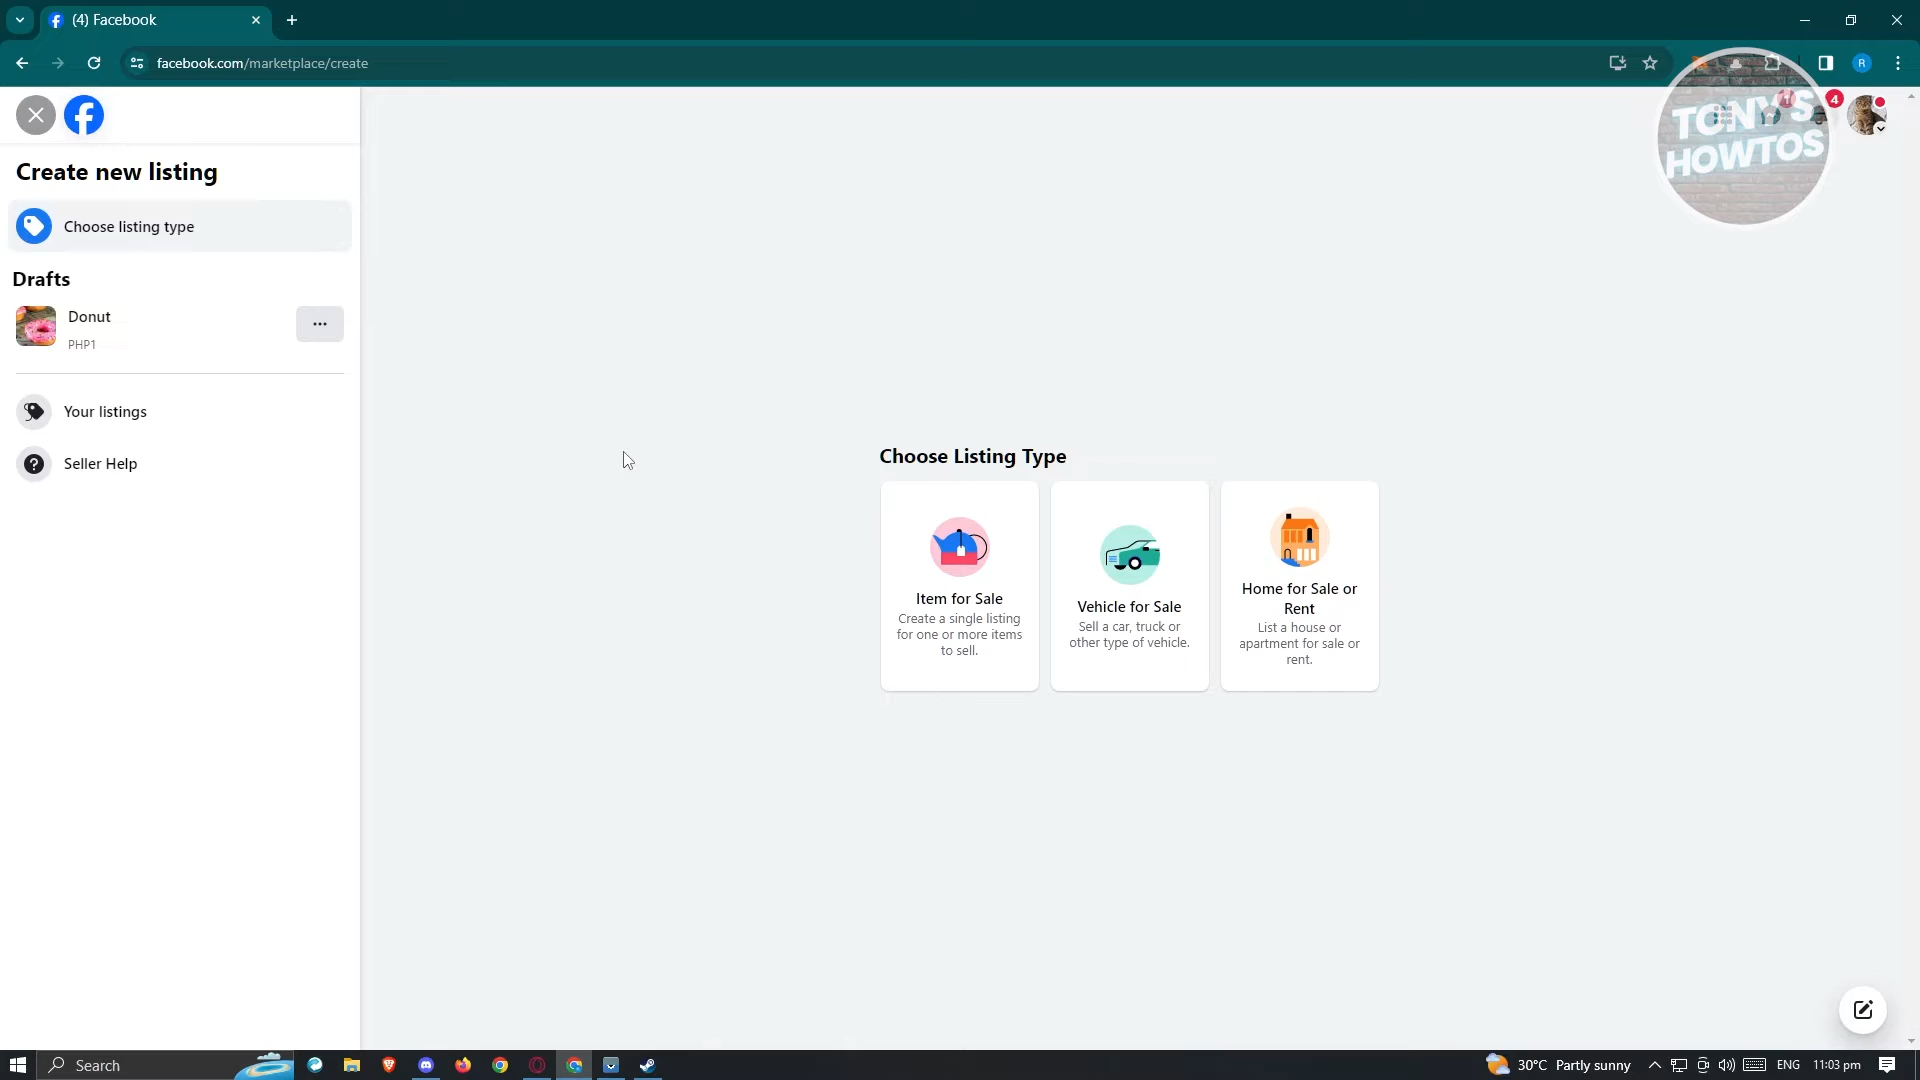 (4) Facebook
facebook.com/marketplace/create
R
TONY'S
HOWTOS
4
Create new listing
Choose listing type
Drafts
Donut
PHP1
Your listings
Seller Help
Choose Listing Type
Item for Sale
Create a single listing
for one or more items
to sell.
Vehicle for Sale
Sell a car, truck or
other type of vehicle.
Home for Sale or
Rent
List a house or
apartment for sale or
rent.
Search
30°C Partly sunny
ENG
11:03 pm